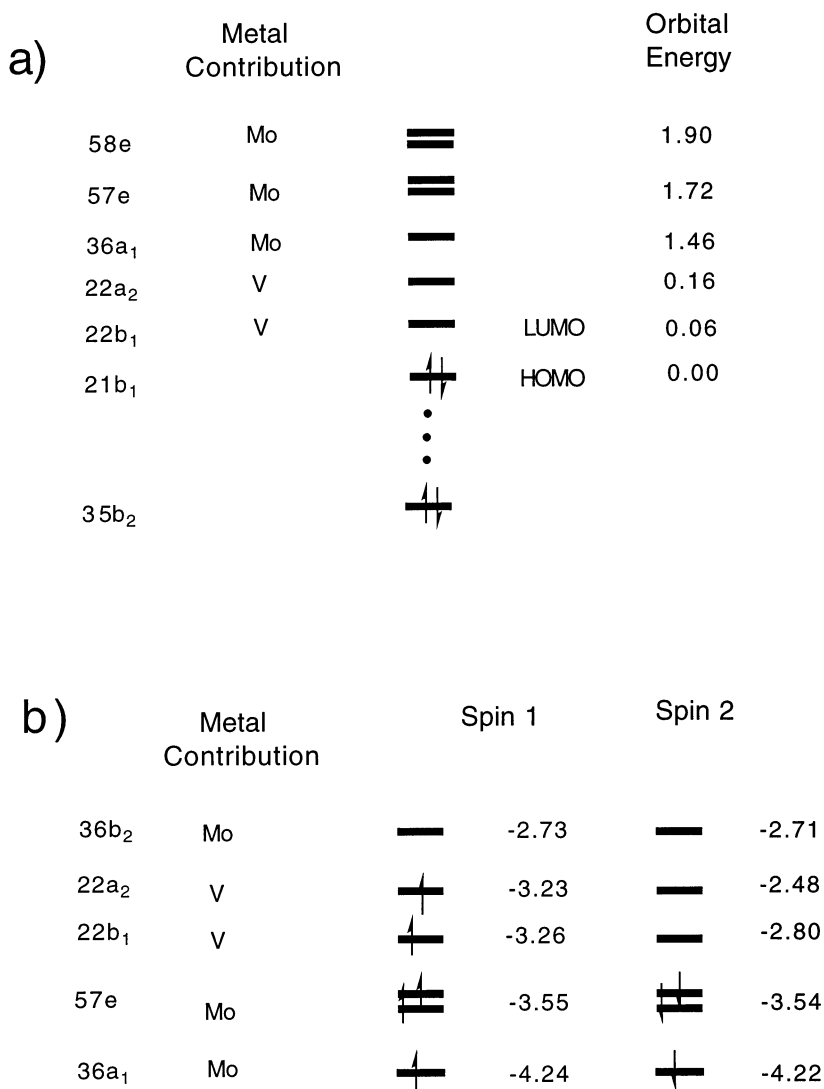 a)
Metal Contribution
Orbital Energy
58e Mo 1.90
57e Mo 1.72
36a₁ Mo 1.46
22a₂ V 0.16
22b₁ V LUMO 0.06
21b₁ HOMO 0.00
35b₂
b)
Metal Contribution
Spin 1
Spin 2
36b₂ Mo -2.73 -2.71
22a₂ V -3.23 -2.48
22b₁ V -3.26 -2.80
57e Mo -3.55 -3.54
36a₁ Mo -4.24 -4.22